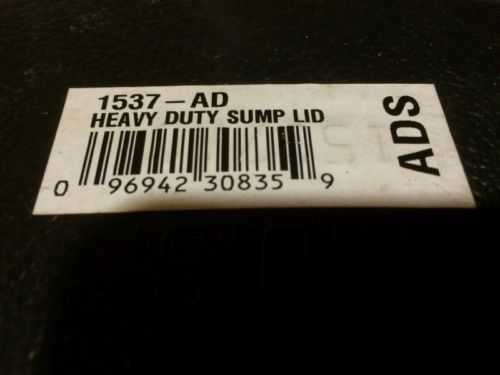 1537-AD
HEAVY DUTY SUMP LID
ADS
0 96942 30835 9